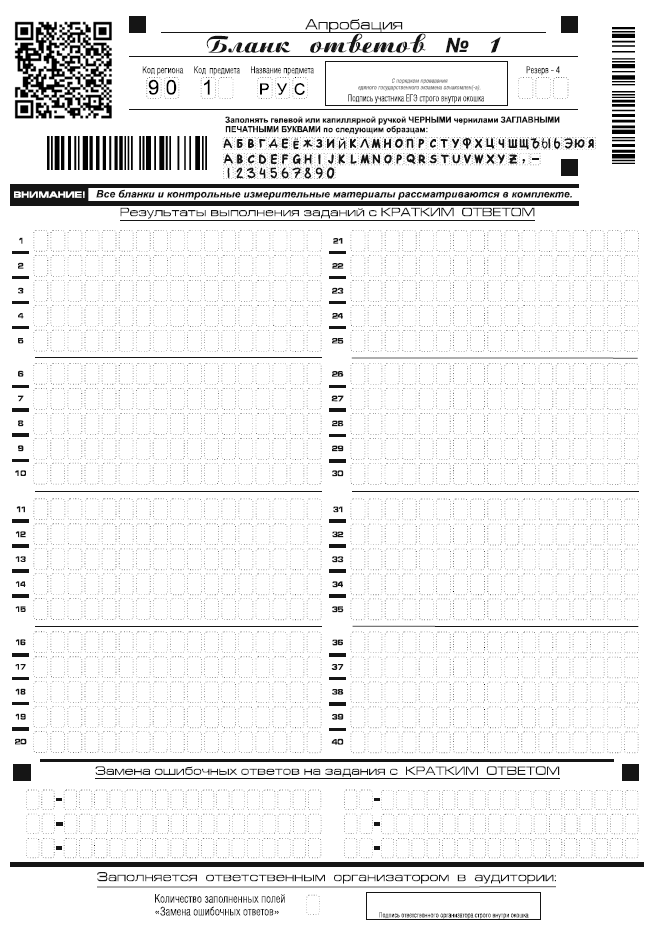 Апробация
Бланк ответов № 1
Код региона Код предмета Название предмета Резерв - 4
9 0 1 Р У С
С порядком проведения
единого государственного экзамена ознакомлен(-а).
Подпись участника ЕГЭ строго внутри окошка
Заполнять гелевой или капиллярной ручкой ЧЕРНЫМИ чернилами ЗАГЛАВНЫМИ
ПЕЧАТНЫМИ БУКВАМИ по следующим образцам:
А Б В Г Д Е Ё Ж З И Й К Л М Н О П Р С Т У Ф Х Ц Ч Ш Щ Ъ Ы Ь Э Ю Я
A B C D E F G H I J K L M N O P Q R S T U V W X Y Z , -
1 2 3 4 5 6 7 8 9 0
ВНИМАНИЕ! Все бланки и контрольные измерительные материалы рассматриваются в комплекте.
Результаты выполнения заданий с КРАТКИМ ОТВЕТОМ
1 21
2 22
3 23
4 24
5 25
6 26
7 27
8 28
9 29
10 30
11 31
12 32
13 33
14 34
15 35
16 36
17 37
18 38
19 39
20 40
Замена ошибочных ответов на задания с КРАТКИМ ОТВЕТОМ
- -
- -
- -
Заполняется ответственным организатором в аудитории:
Количество заполненных полей
«Замена ошибочных ответов»
Подпись ответственного организатора строго внутри окошка